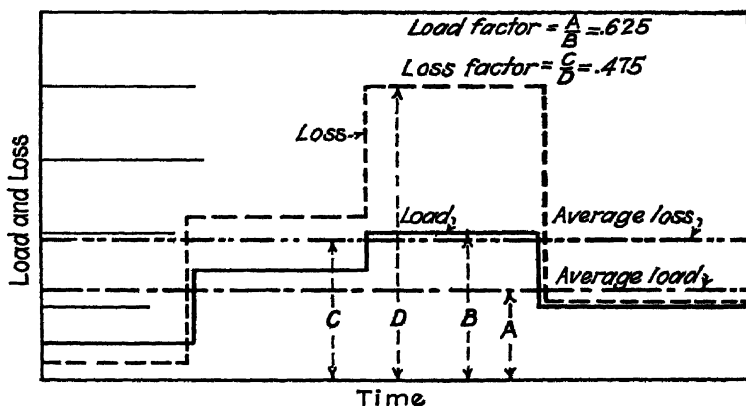 Load factor = A/B = .625
Loss factor = C/D = .475
Loss
Load
Average loss
Average load
C
D
B
A
Load and Loss
Time